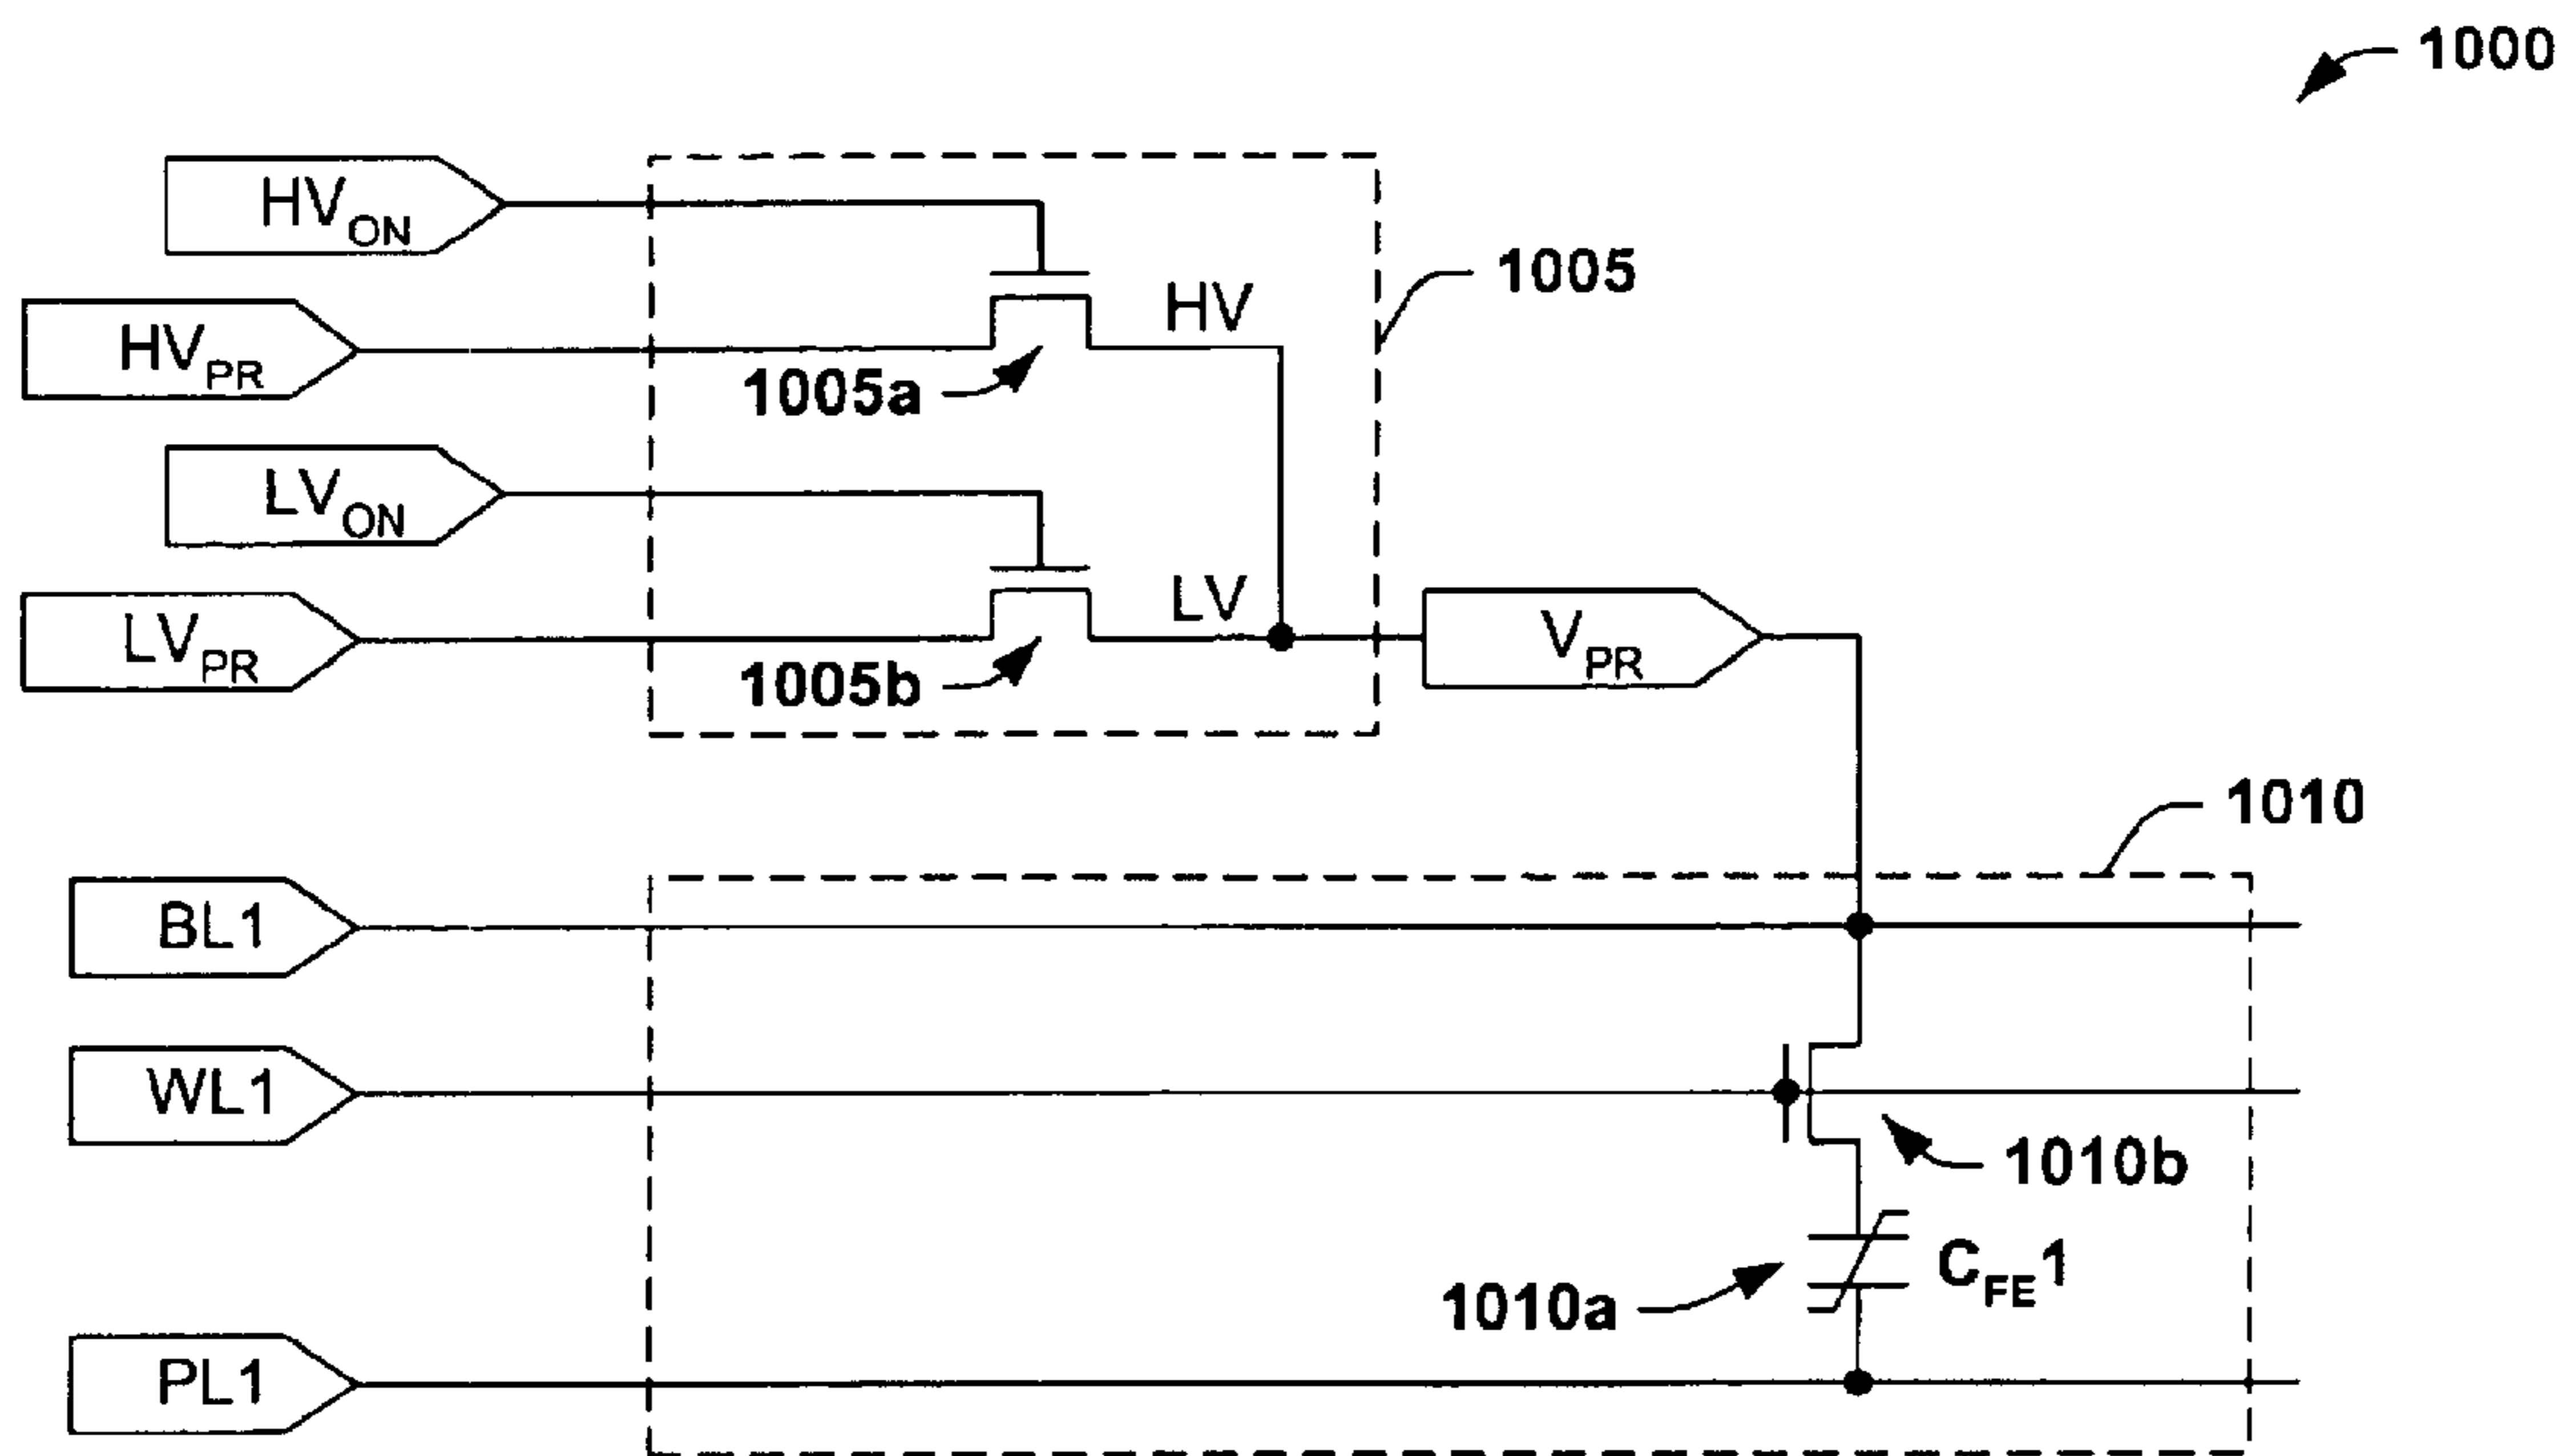 1000
HV_ON
HV_PR
HV
1005
1005a
LV_ON
LV_PR
LV
1005b
V_PR
1010
BL1
WL1
1010b
1010a
C_FE1
PL1